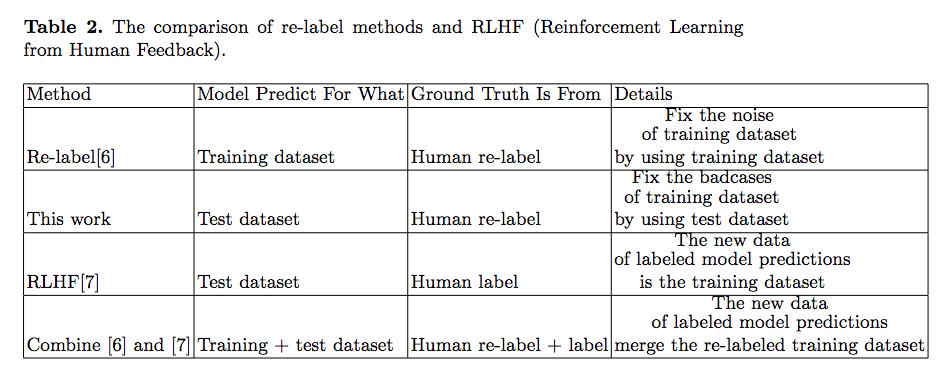 Table 2. The comparison of re-label methods and RLHF (Reinforcement Learning
from Human Feedback).
Method Model Predict For What Ground Truth Is From Details
Fix the noise
of training dataset
Re-label[6] Training dataset Human re-label by using training dataset
Fix the badcases
of training dataset
This work Test dataset Human re-label by using test dataset
The new data
of labeled model predictions
RLHF[7] Test dataset Human label is the training dataset
The new data
of labeled model predictions
Combine [6] and [7] Training + test dataset Human re-label + label merge the re-labeled training dataset